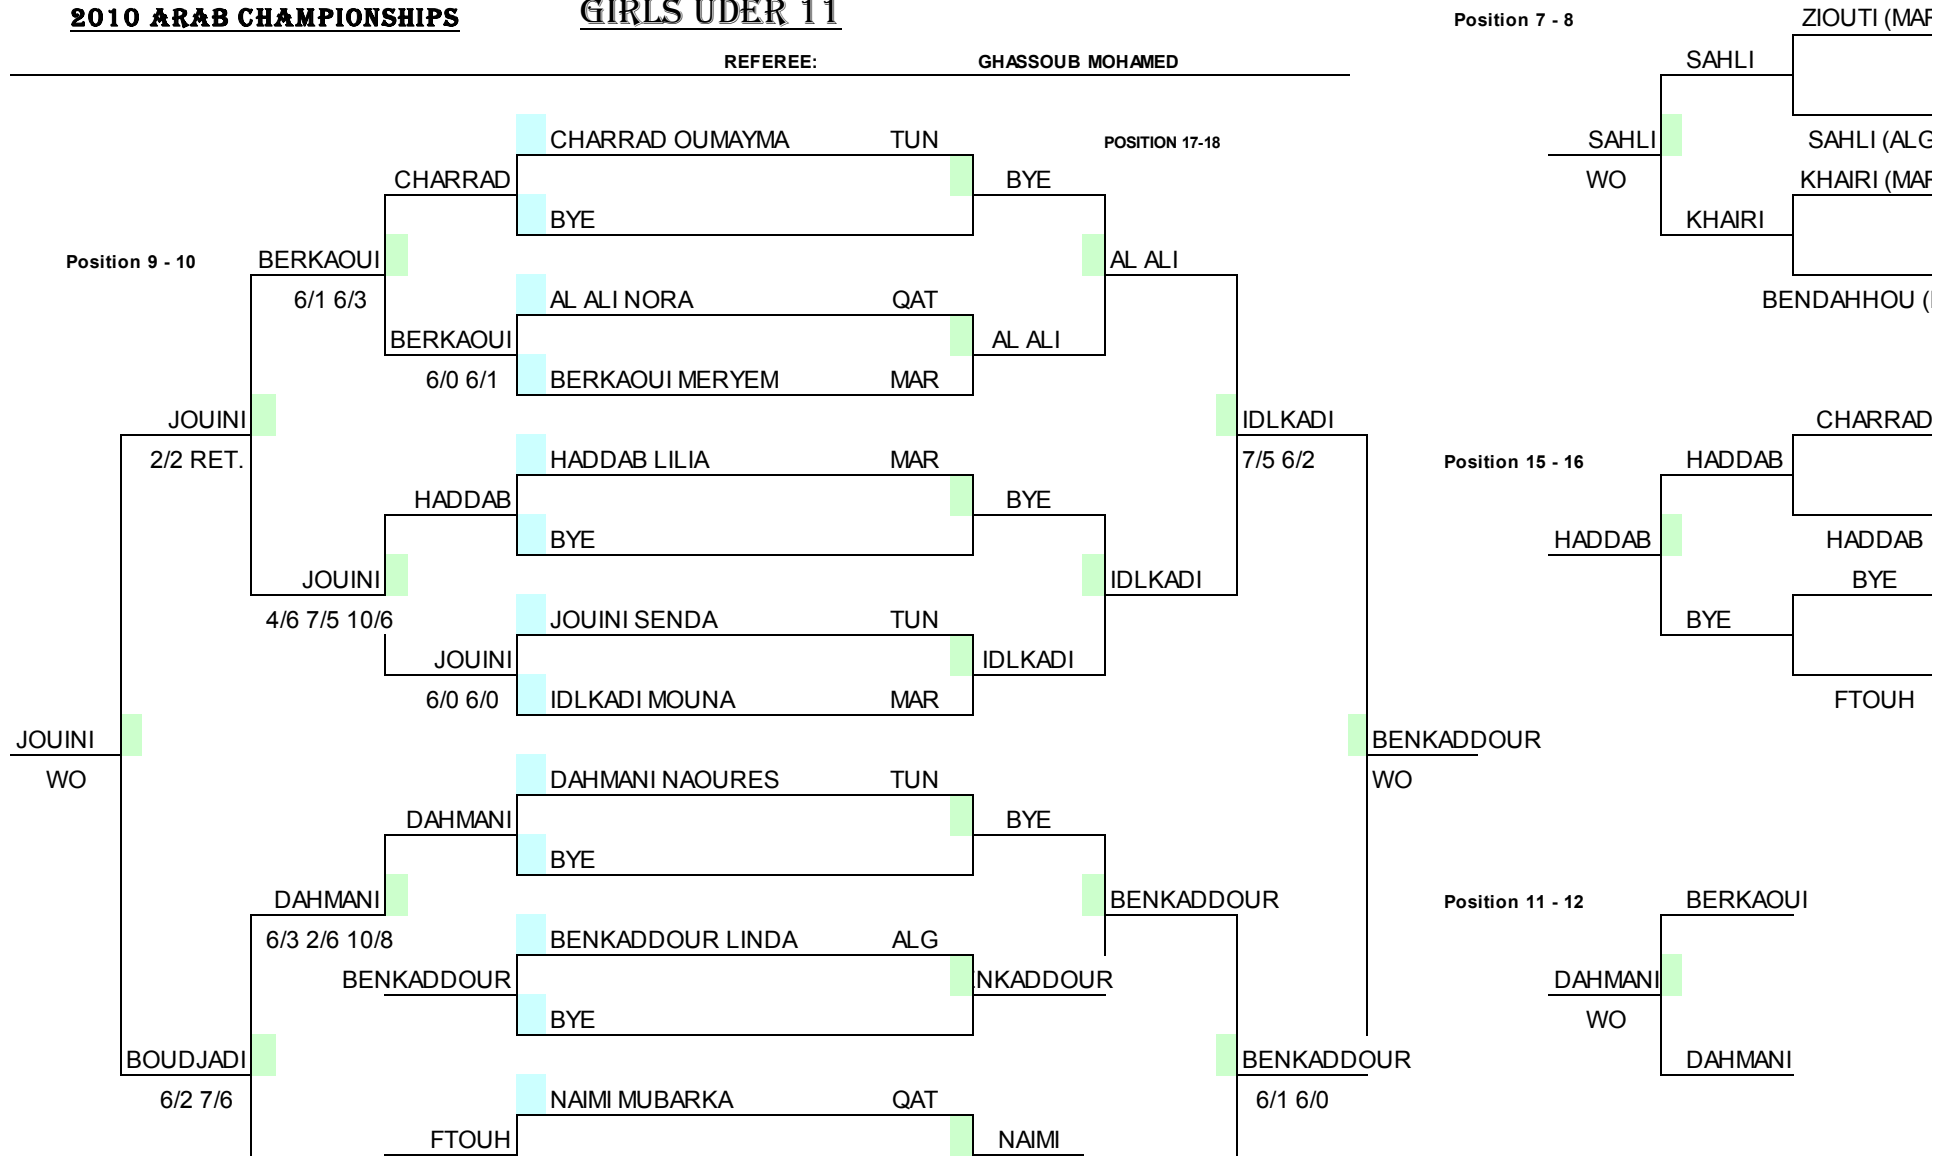 2010 ARAB CHAMPIONSHIPS
GIRLS UDER 11
REFEREE: GHASSOUB MOHAMED
Position 7 - 8
ZIOUTI (MAR
SAHLI
SAHLI
WO
SAHLI (ALG
KHAIRI (MAR
KHAIRI
BENDAHHOU (
CHARRAD OUMAYMA TUN
POSITION 17-18
CHARRAD
BYE
BYE
Position 9 - 10
BERKAOUI
6/1 6/3
AL ALI
AL ALI NORA QAT
BERKAOUI
AL ALI
6/0 6/1
BERKAOUI MERYEM MAR
JOUINI
2/2 RET.
IDLKADI
7/5 6/2
HADDAB LILIA MAR
HADDAB
BYE
BYE
JOUINI
4/6 7/5 10/6
IDLKADI
JOUINI SENDA TUN
JOUINI
IDLKADI
6/0 6/0
IDLKADI MOUNA MAR
Position 15 - 16
CHARRAD
HADDAB
HADDAB
HADDAB
BYE
BYE
FTOUH
JOUINI
WO
BENKADDOUR
WO
DAHMANI NAOURES TUN
DAHMANI
BYE
BYE
DAHMANI
6/3 2/6 10/8
BENKADDOUR
BENKADDOUR LINDA ALG
BENKADDOUR
NKADDOUR
BYE
Position 11 - 12
BERKAOUI
DAHMANI
WO
DAHMANI
BOUDJADI
6/2 7/6
BENKADDOUR
6/1 6/0
NAIMI MUBARKA QAT
FTOUH
NAIMI